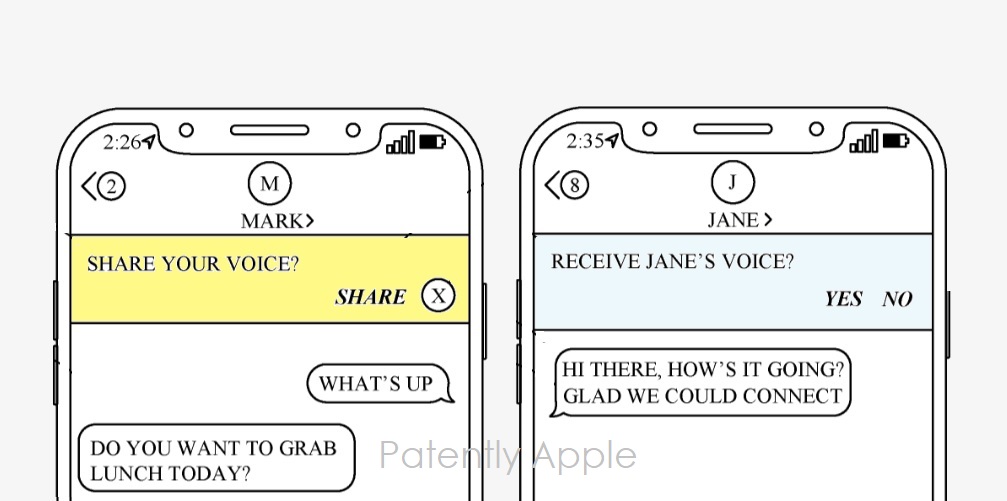 2:26
2
M
MARK>
SHARE YOUR VOICE?
SHARE X
WHAT'S UP
DO YOU WANT TO GRAB
LUNCH TODAY?
2:35
8
J
JANE >
RECEIVE JANE'S VOICE?
YES NO
HI THERE, HOW'S IT GOING?
GLAD WE COULD CONNECT
Patently Apple